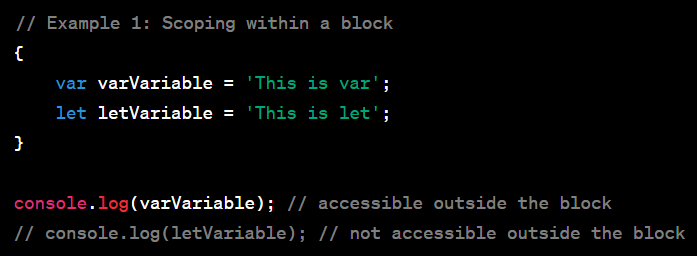 // Example 1: Scoping within a block
{
    var varVariable = 'This is var';
    let letVariable = 'This is let';
}

console.log(varVariable); // accessible outside the block
// console.log(letVariable); // not accessible outside the block